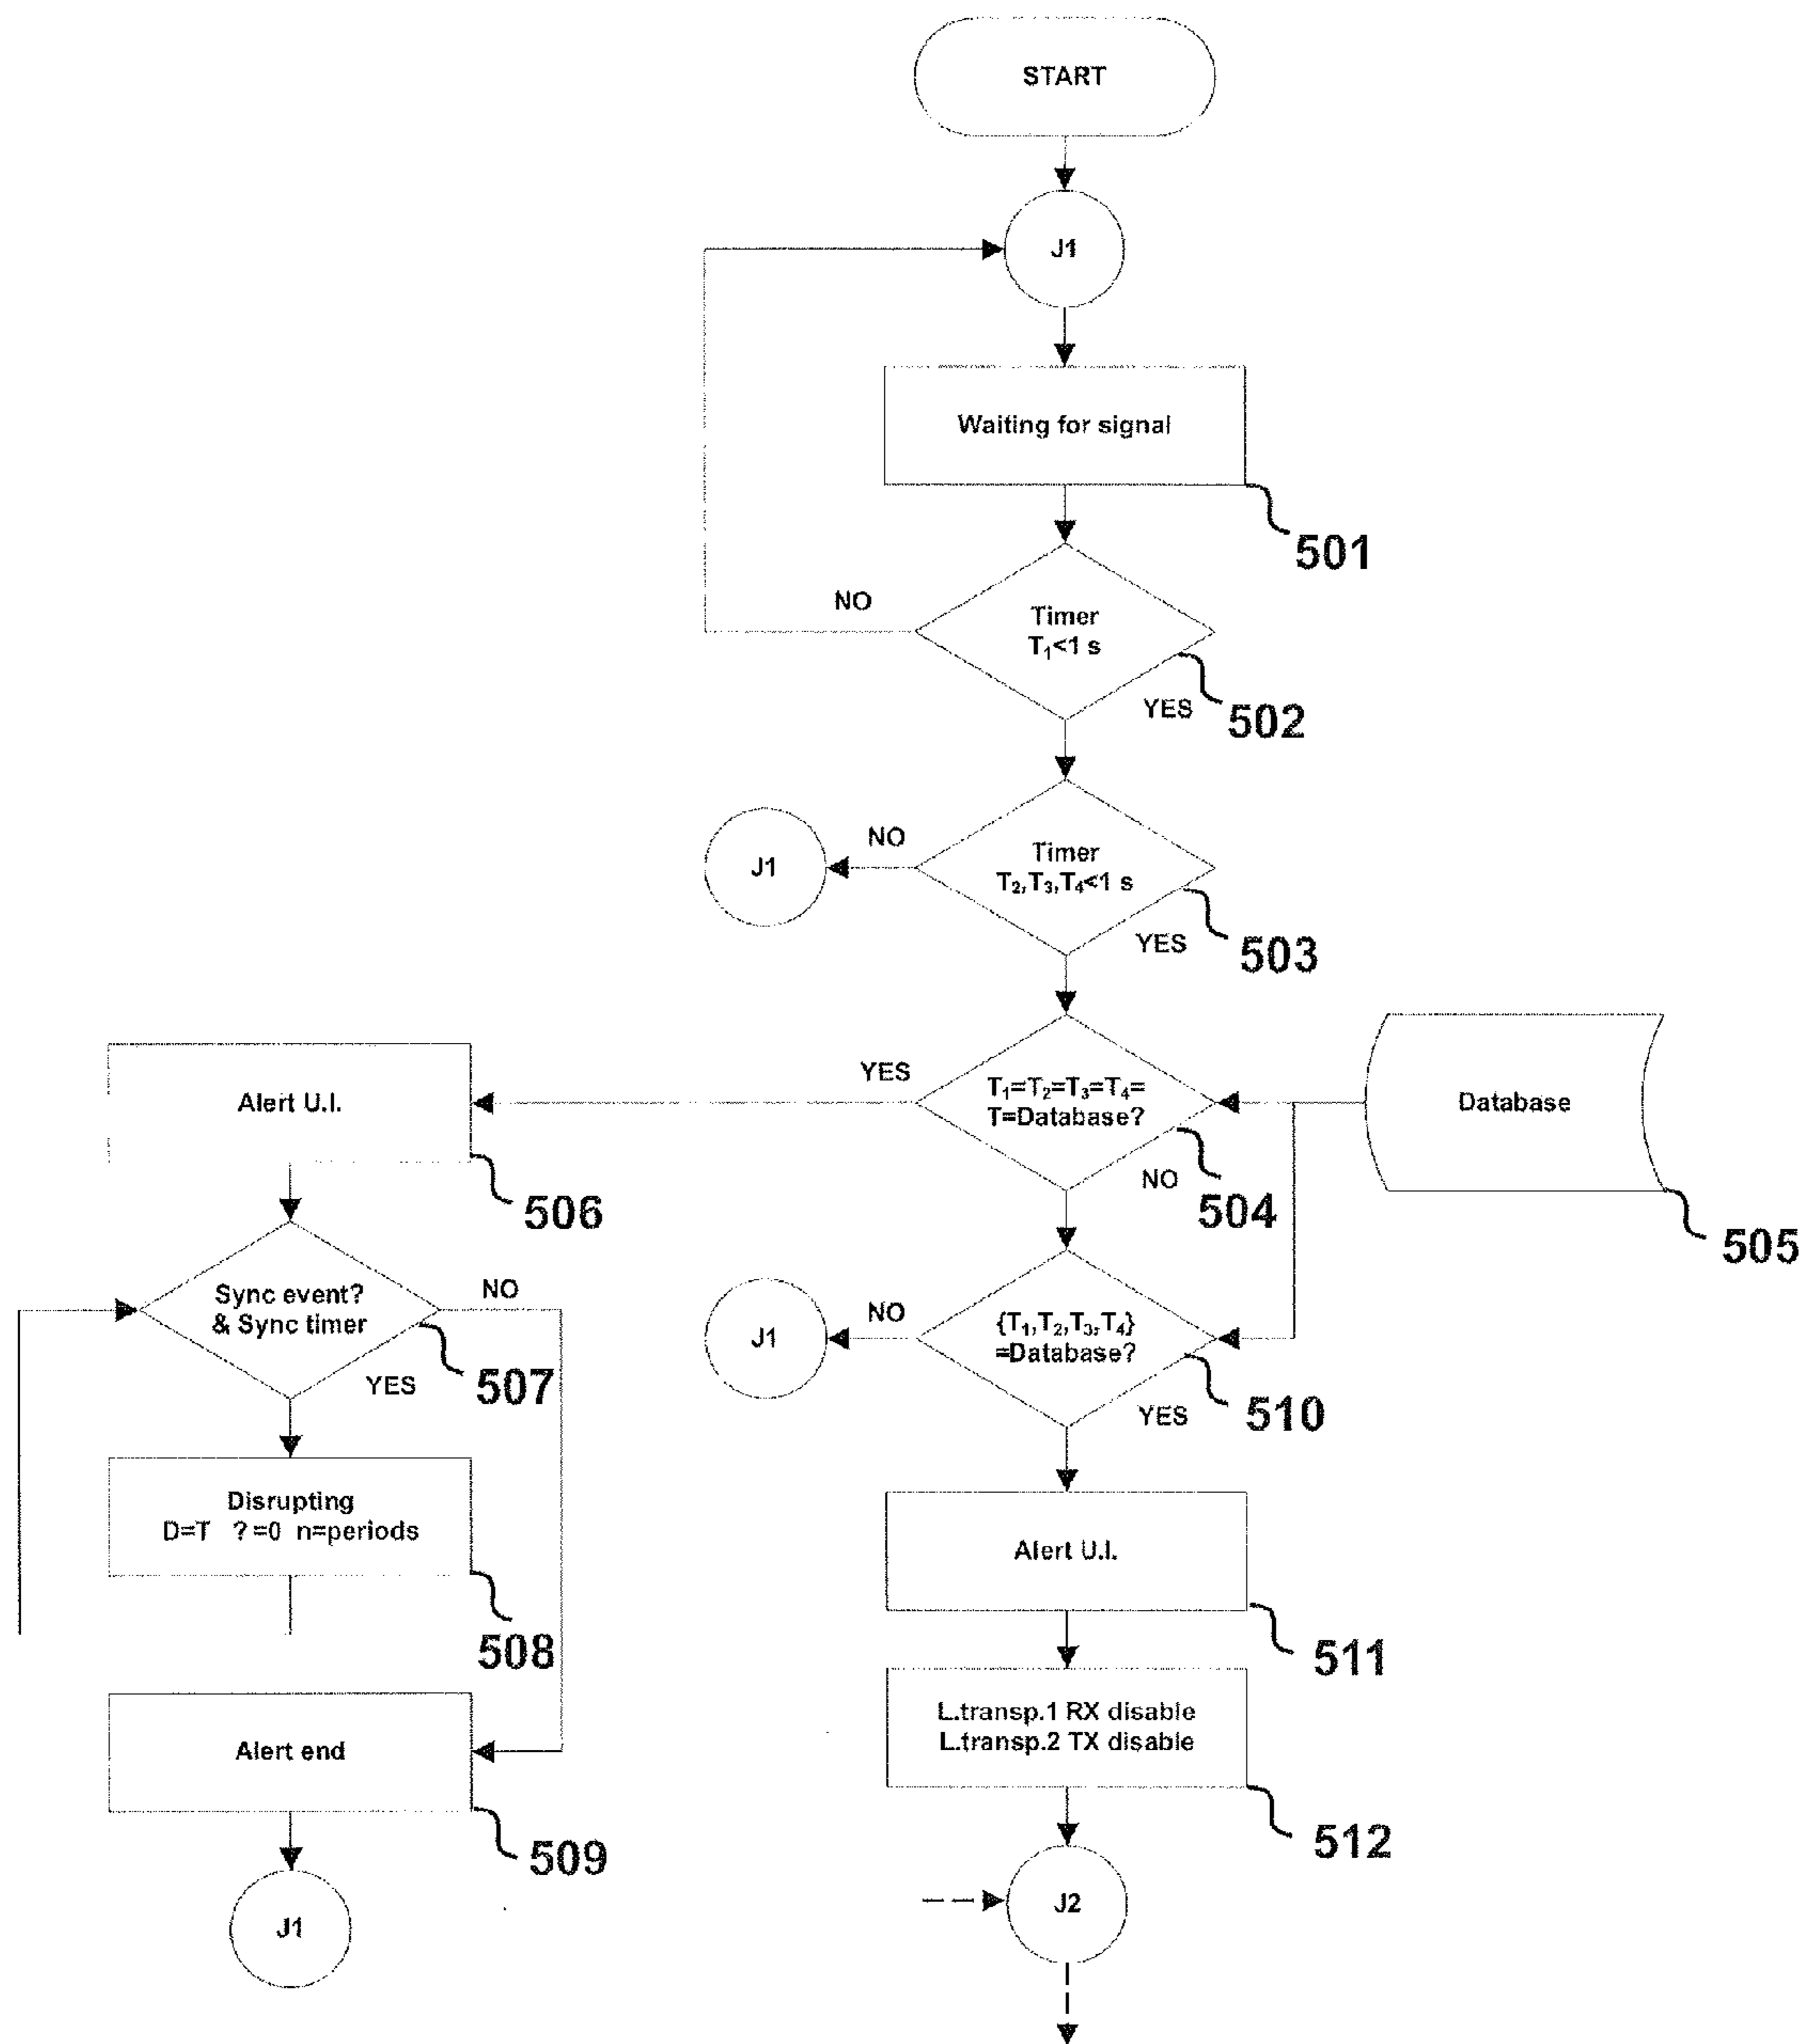 START
J1
Waiting for signal
501
NO
Timer
T₁<1 s
YES
502
J1
NO
Timer
T₂,T₃,T₄<1 s
YES
503
Alert U.I.
506
YES
T₁=T₂=T₃=T₄=
T=Database?
NO
504
Database
505
Sync event?
& Sync timer
NO
YES
507
J1
NO
{T₁,T₂,T₃,T₄}
=Database?
YES
510
Disrupting
D=T ?=0 n=periods
508
Alert U.I.
511
Alert end
509
L.transp.1 RX disable
L.transp.2 TX disable
512
J1
J2